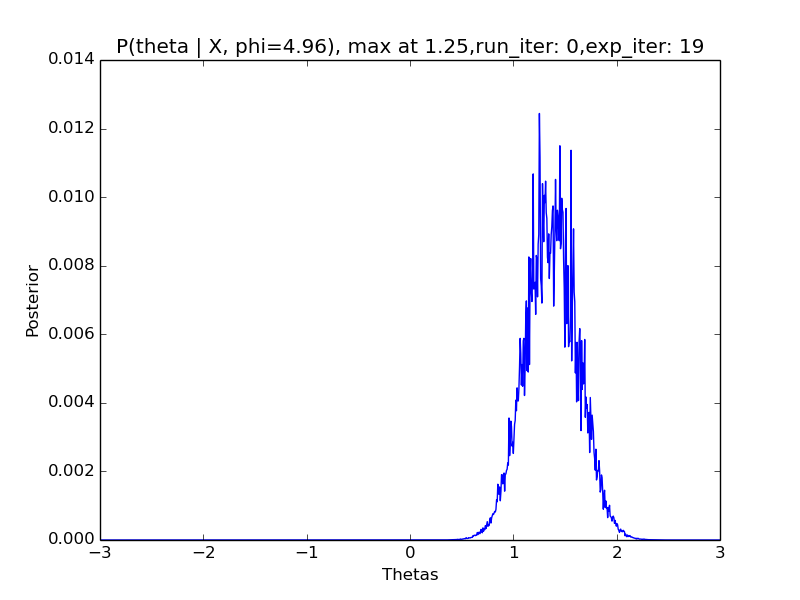 P(theta | X, phi=4.96), max at 1.25,run_iter: 0,exp_iter: 19
0.014
0.012
0.010
0.008
0.006
0.004
0.002
0.000
Posterior
−3 −2 −1 0 1 2 3
Thetas